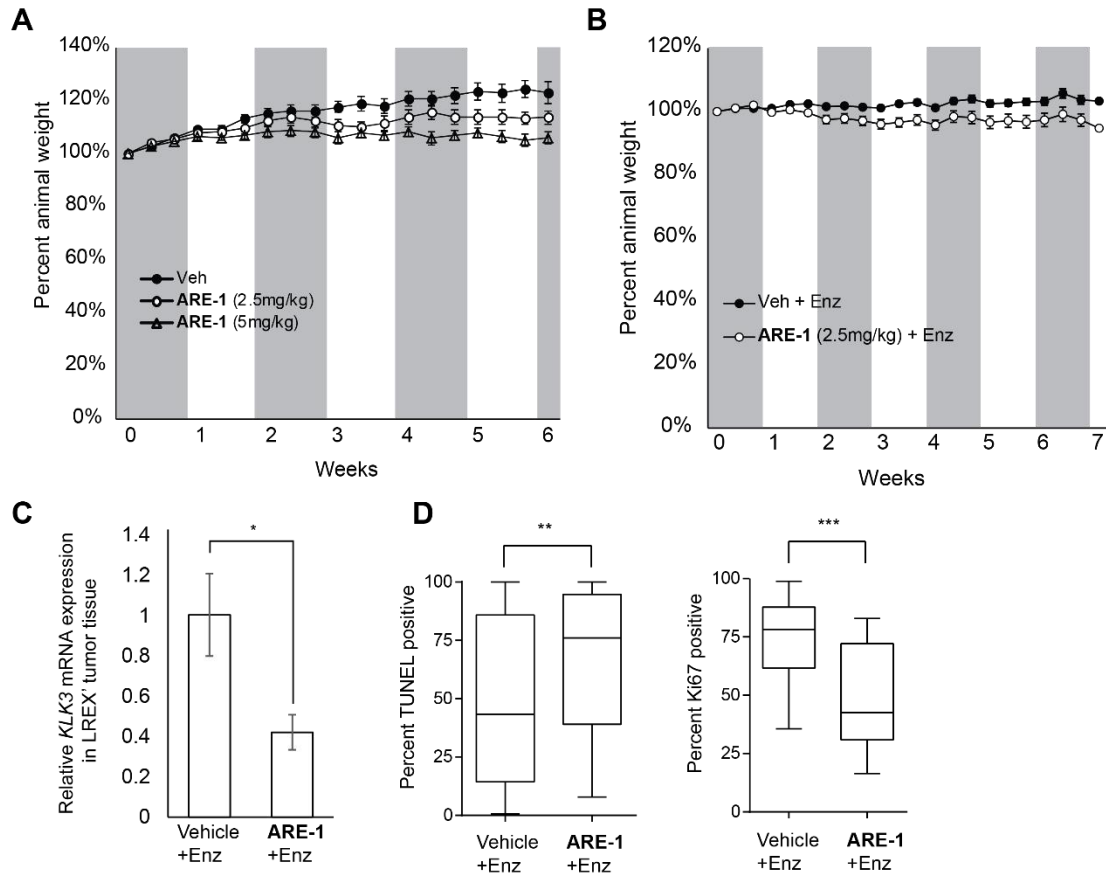 A
140%
120%
100%
80%
60%
40%
20%
0%
Percent animal weight
Veh
ARE-1 (2.5mg/kg)
ARE-1 (5mg/kg)
0 1 2 3 4 5 6
Weeks
B
120%
100%
80%
60%
40%
20%
0%
Percent animal weight
Veh + Enz
ARE-1 (2.5mg/kg) + Enz
0 1 2 3 4 5 6 7
Weeks
C
Relative KLK3 mRNA expression
in LREX' tumor tissue
1.4
1.2
1
0.8
0.6
0.4
0.2
0
*
Vehicle
+Enz
ARE-1
+Enz
D
Percent TUNEL positive
100
75
50
25
0
**
Vehicle
+Enz
ARE-1
+Enz
Percent Ki67 positive
100
75
50
25
0
***
Vehicle
+Enz
ARE-1
+Enz